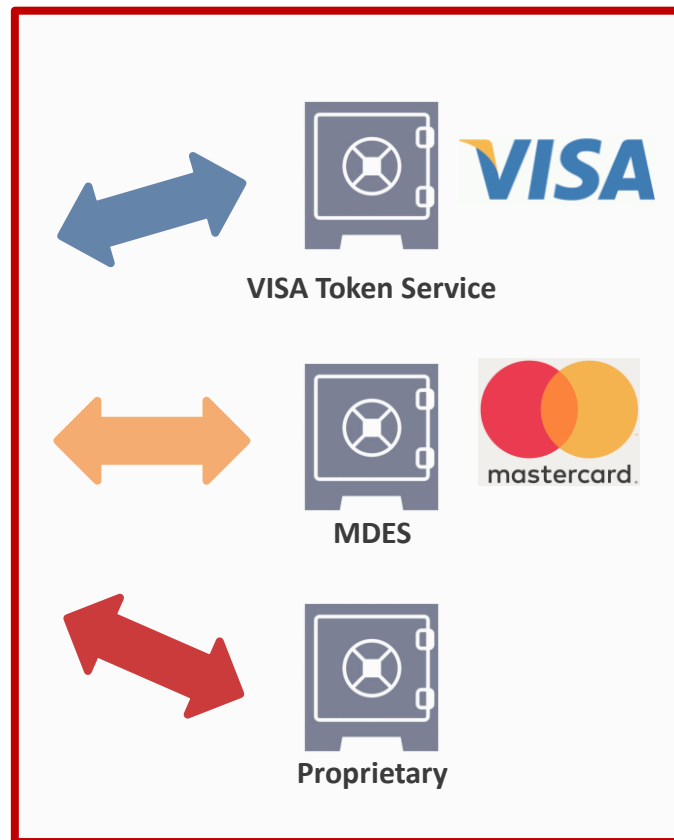 VISA
VISA Token Service
mastercard.
MDES
Proprietary